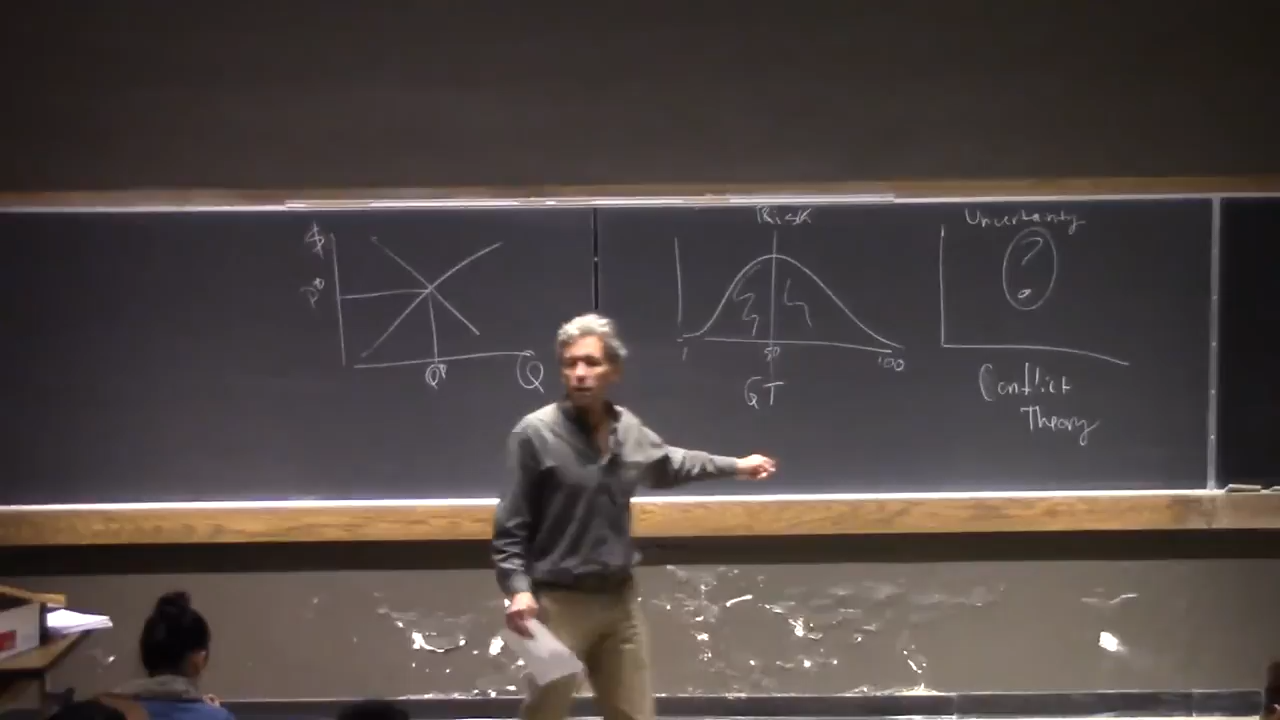 $
P*
Q*
Q
Risk
1
50
100
GT
Uncertainty
?
Conflict
Theory